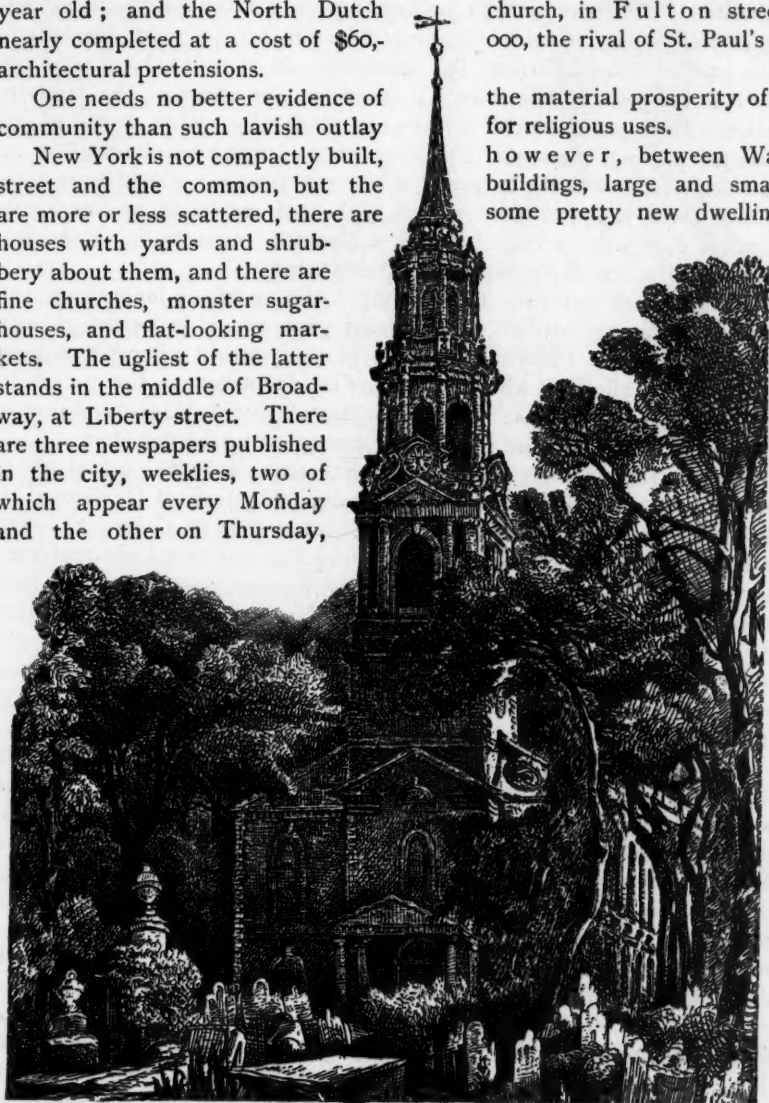 year old ; and the North Dutch church, in Fulton stree
nearly completed at a cost of $60,- 000, the rival of St. Paul's
architectural pretensions.
One needs no better evidence of the material prosperity of
community than such lavish outlay for religious uses.
New York is not compactly built, however, between Wa
street and the common, but the buildings, large and sma
are more or less scattered, there are some pretty new dwellin
houses with yards and shrub-
bery about them, and there are
fine churches, monster sugar-
houses, and flat-looking mar-
kets. The ugliest of the latter
stands in the middle of Broad-
way, at Liberty street. There
are three newspapers published
in the city, weeklies, two of
which appear every Monday
and the other on Thursday,